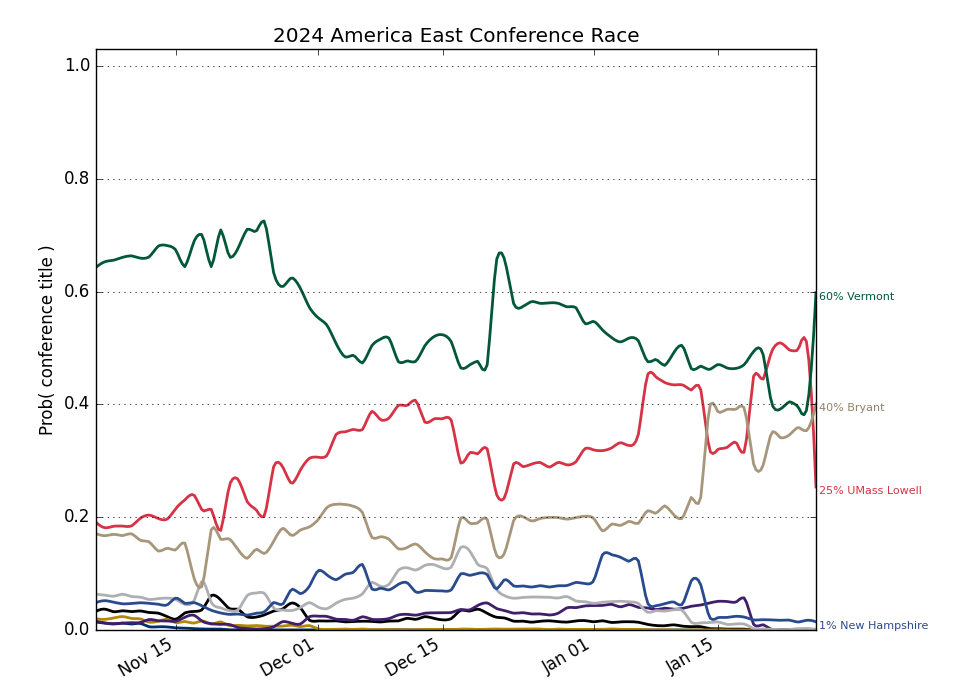 2024 America East Conference Race
Prob( conference title )
1.0
0.8
0.6
0.4
0.2
0.0
60% Vermont
40% Bryant
25% UMass Lowell
1% New Hampshire
Nov 15
Dec 01
Dec 15
Jan 01
Jan 15